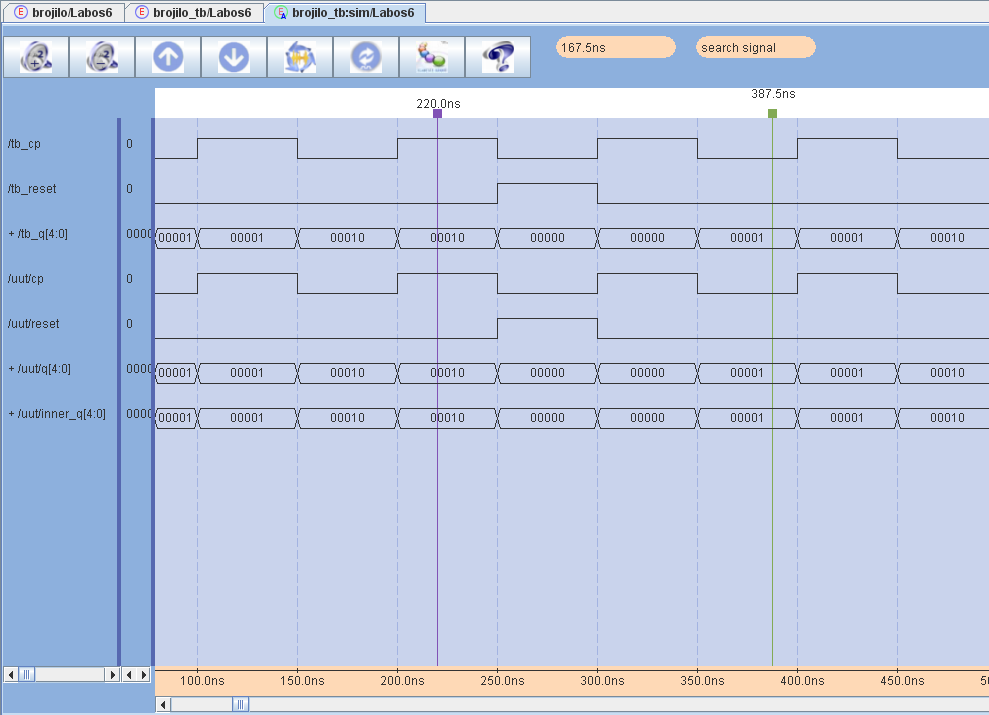 brojilo/Labos6 brojilo_tb/Labos6 brojilo_tb:sim/Labos6
167.5ns search signal
220.0ns 387.5ns
/tb_cp 0
/tb_reset 0
+ /tb_q[4:0] 0000 00001 00001 00010 00010 00000 00000 00001 00001 00010
/uut/cp 0
/uut/reset 0
+ /uut/q[4:0] 0000 00001 00001 00010 00010 00000 00000 00001 00001 00010
+ /uut/inner_q[4:0] 0000 00001 00001 00010 00010 00000 00000 00001 00001 00010
100.0ns 150.0ns 200.0ns 250.0ns 300.0ns 350.0ns 400.0ns 450.0ns